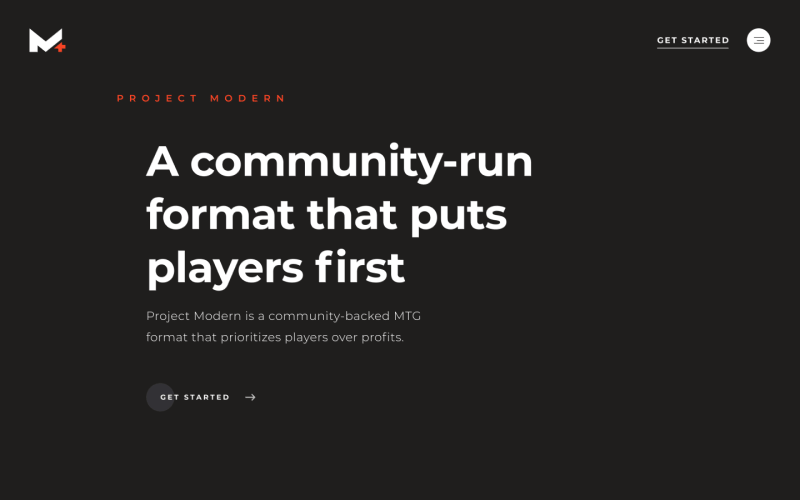 M+
GET STARTED
PROJECT MODERN
A community-run
format that puts
players first
Project Modern is a community-backed MTG
format that prioritizes players over profits.
GET STARTED